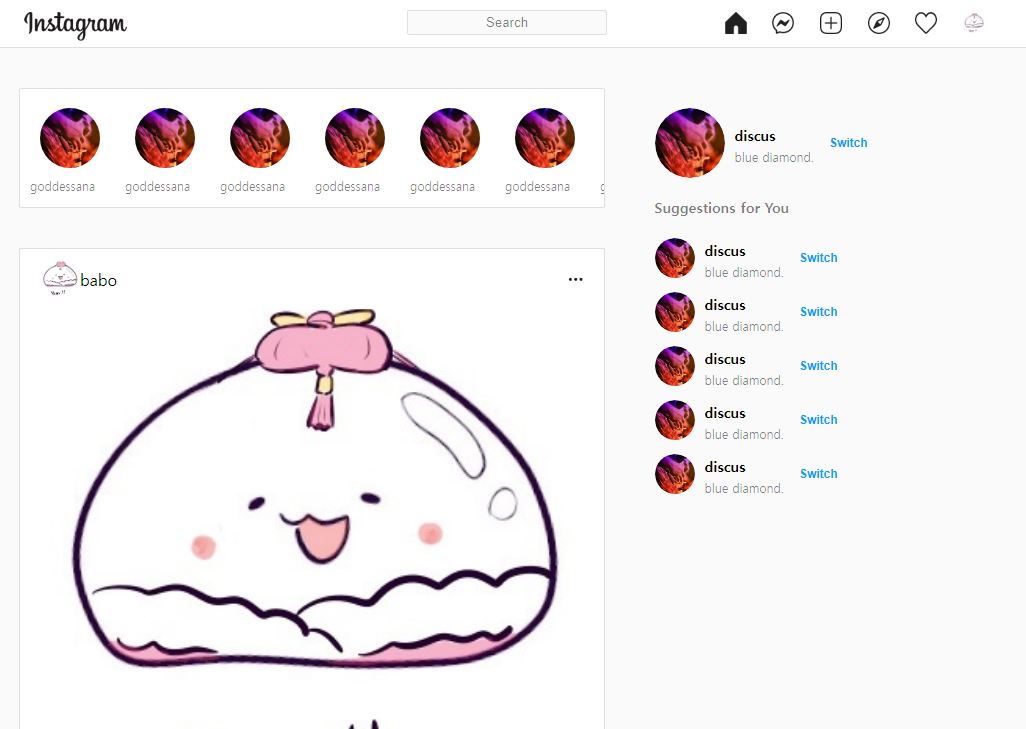 Instagram
Search
goddessana goddessana goddessana goddessana goddessana goddessana
discus
blue diamond.
Switch
Suggestions for You
discus
blue diamond.
Switch
discus
blue diamond.
Switch
discus
blue diamond.
Switch
discus
blue diamond.
Switch
discus
blue diamond.
Switch
babo